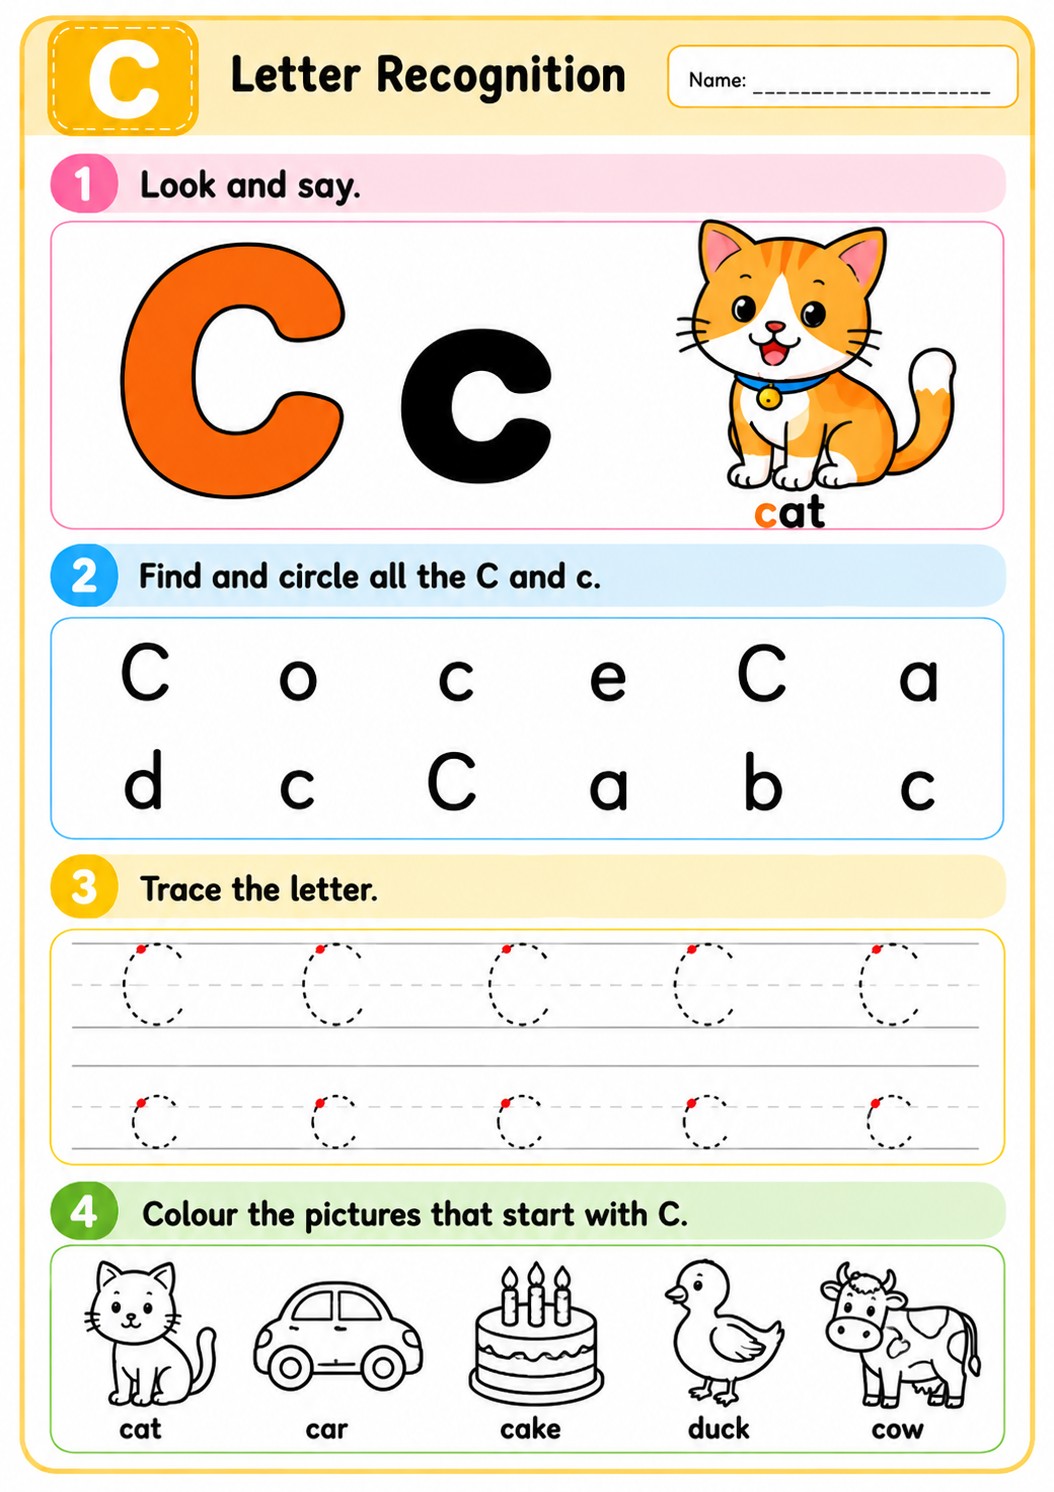 C
Letter Recognition
Name: ____________________
1 Look and say.
C c
cat
2 Find and circle all the C and c.
C o c e C a
d c C a b c
3 Trace the letter.
C C C C C
c c c c c
4 Colour the pictures that start with C.
cat car cake duck cow